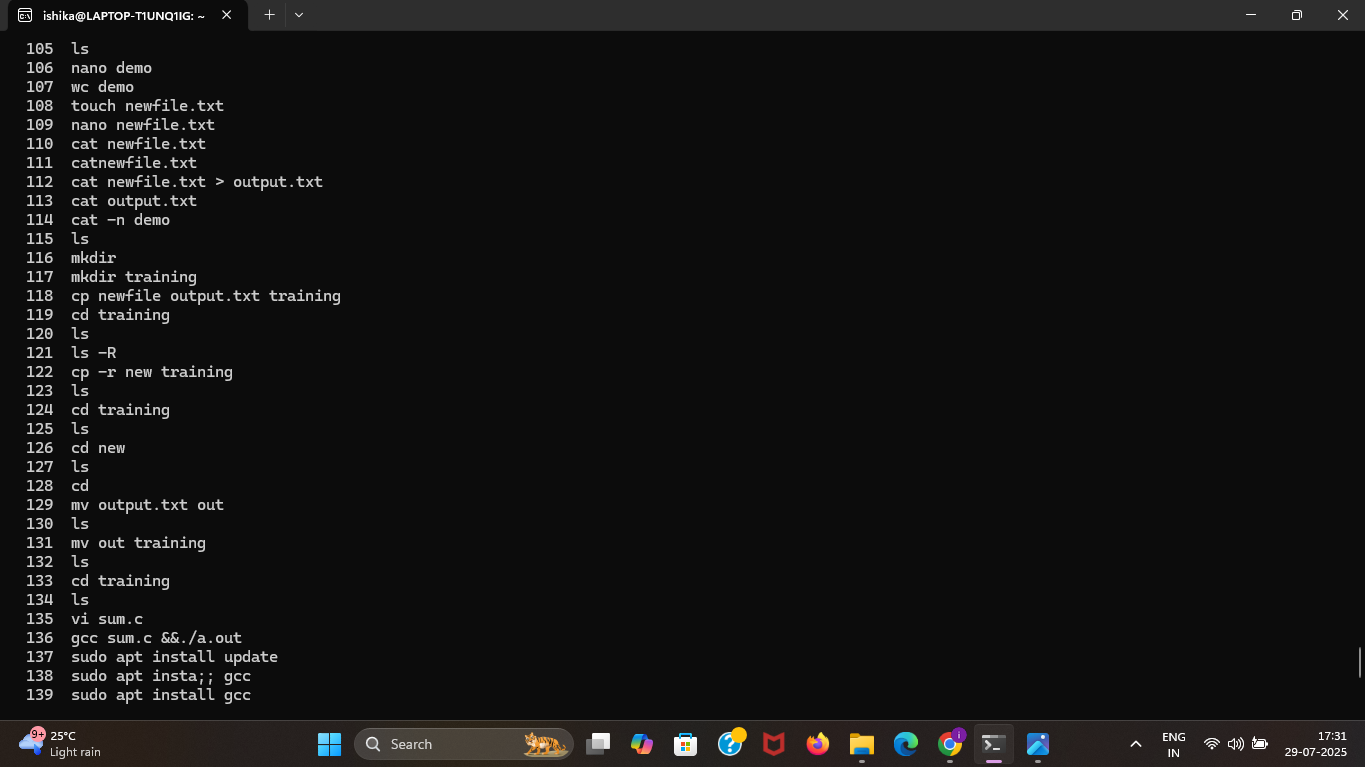 ishika@LAPTOP-T1UNQ1IG: ~
105 ls
106 nano demo
107 wc demo
108 touch newfile.txt
109 nano newfile.txt
110 cat newfile.txt
111 catnewfile.txt
112 cat newfile.txt > output.txt
113 cat output.txt
114 cat -n demo
115 ls
116 mkdir
117 mkdir training
118 cp newfile output.txt training
119 cd training
120 ls
121 ls -R
122 cp -r new training
123 ls
124 cd training
125 ls
126 cd new
127 ls
128 cd
129 mv output.txt out
130 ls
131 mv out training
132 ls
133 cd training
134 ls
135 vi sum.c
136 gcc sum.c &&./a.out
137 sudo apt install update
138 sudo apt insta;; gcc
139 sudo apt install gcc
9+
25°C
Light rain
Search
ENG
IN
17:31
29-07-2025